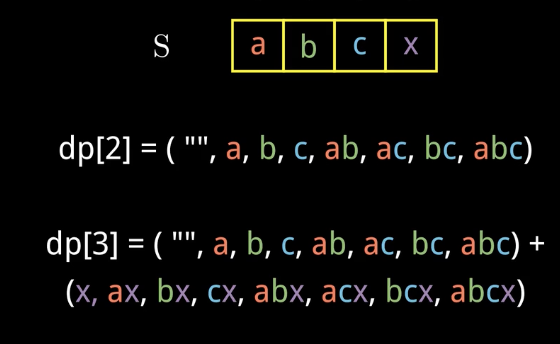 S a b c x
dp[2] = ( "", a, b, c, ab, ac, bc, abc)
dp[3] = ( "", a, b, c, ab, ac, bc, abc) +
(x, ax, bx, cx, abx, acx, bcx, abcx)